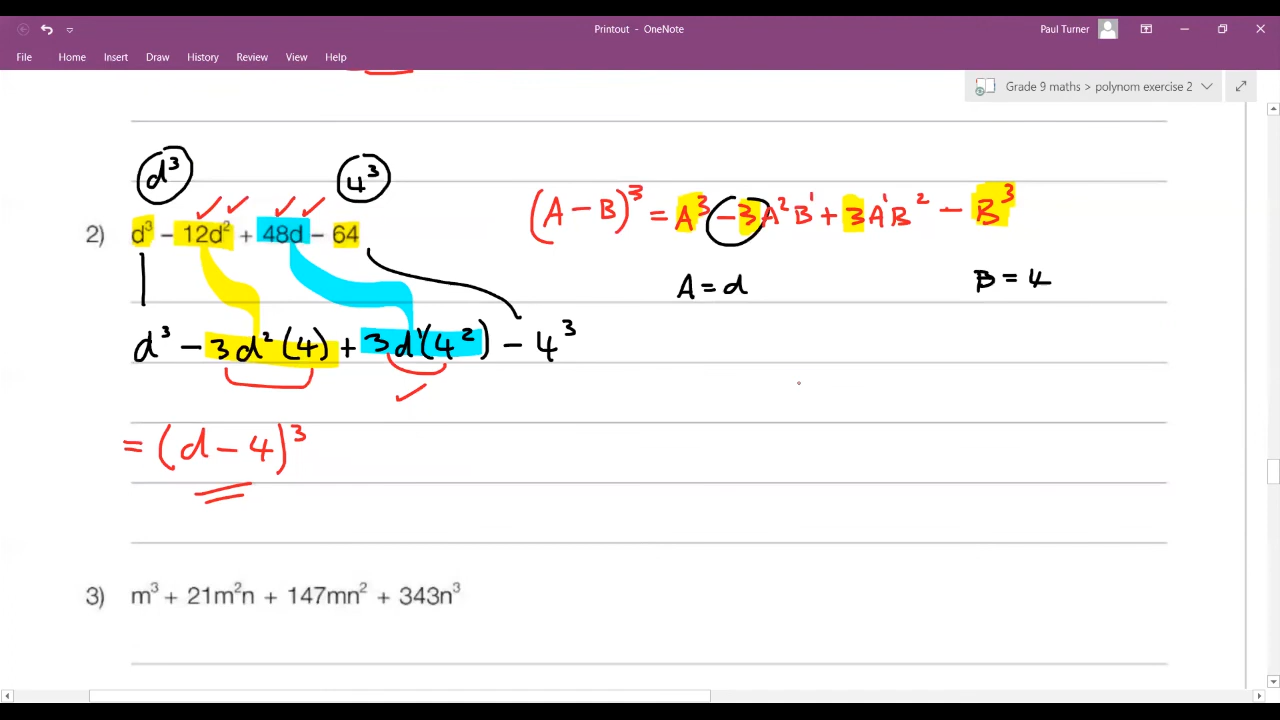 Printout - OneNote
Paul Turner
File Home Insert Draw History Review View Help
Grade 9 maths > polynom exercise 2
d³ 4³
(A - B)³ = A³ - 3A²B¹ + 3A¹B² - B³
2) d³ - 12d² + 48d - 64
A = d B = 4
d³ - 3d²(4) + 3d¹(4²) - 4³
= (d - 4)³
3) m³ + 21m²n + 147mn² + 343n³